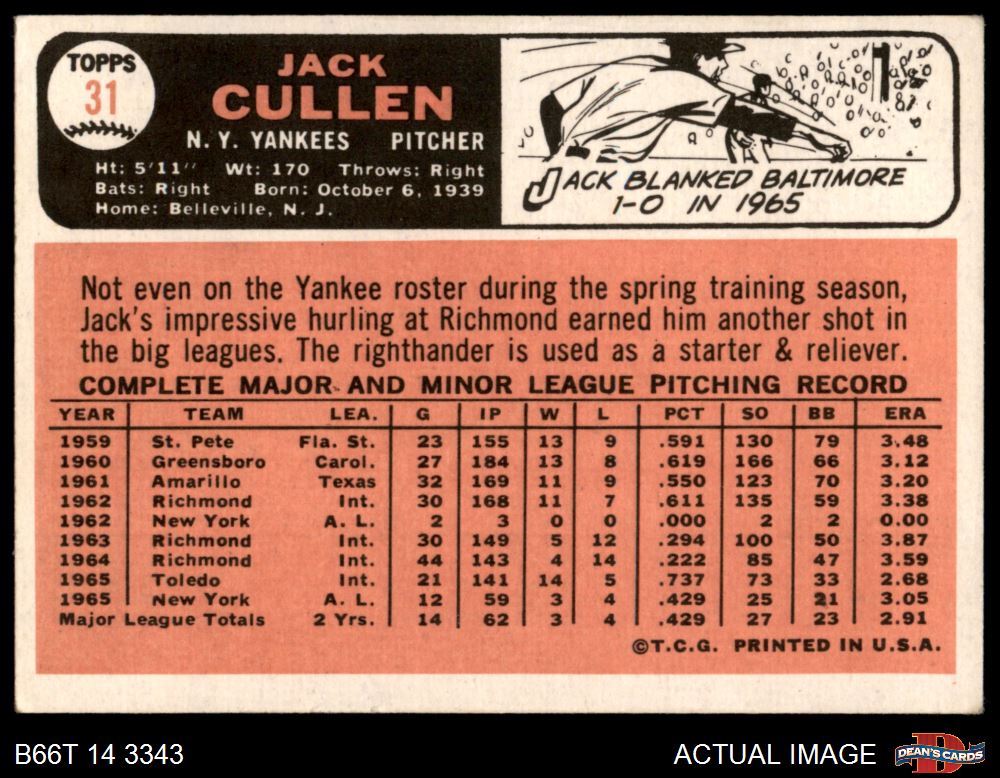 TOPPS
31
JACK
CULLEN
N. Y. YANKEES PITCHER
Ht: 5'11'' Wt: 170 Throws: Right
Bats: Right Born: October 6, 1939
Home: Belleville, N. J.
JACK BLANKED BALTIMORE
1-0 IN 1965
Not even on the Yankee roster during the spring training season,
Jack's impressive hurling at Richmond earned him another shot in
the big leagues. The righthander is used as a starter & reliever.
COMPLETE MAJOR AND MINOR LEAGUE PITCHING RECORD
YEAR TEAM LEA. G IP W L PCT SO BB ERA
1959 St. Pete Fla. St. 23 155 13 9 .591 130 79 3.48
1960 Greensboro Carol. 27 184 13 8 .619 166 66 3.12
1961 Amarillo Texas 32 169 11 9 .550 123 70 3.20
1962 Richmond Int. 30 168 11 7 .611 135 59 3.38
1962 New York A. L. 2 3 0 0 .000 2 2 0.00
1963 Richmond Int. 30 149 5 12 .294 100 50 3.87
1964 Richmond Int. 44 143 4 14 .222 85 47 3.59
1965 Toledo Int. 21 141 14 5 .737 73 33 2.68
1965 New York A. L. 12 59 3 4 .429 25 21 3.05
Major League Totals 2 Yrs. 14 62 3 4 .429 27 23 2.91
©T.C.G. PRINTED IN U.S.A.
B66T 14 3343 ACTUAL IMAGE DEAN'S CARDS